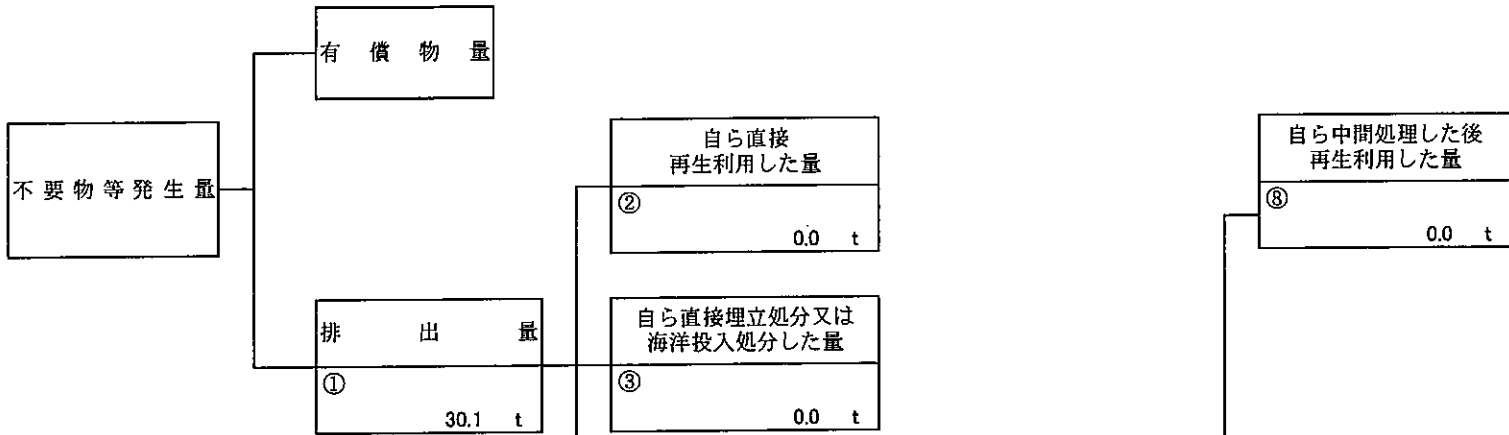 有償物量
不要物等発生量
自ら直接
再生利用した量
②
0.0 t
自ら中間処理した後
再生利用した量
⑧
0.0 t
排出量
①
30.1 t
自ら直接埋立処分又は
海洋投入処分した量
③
0.0 t